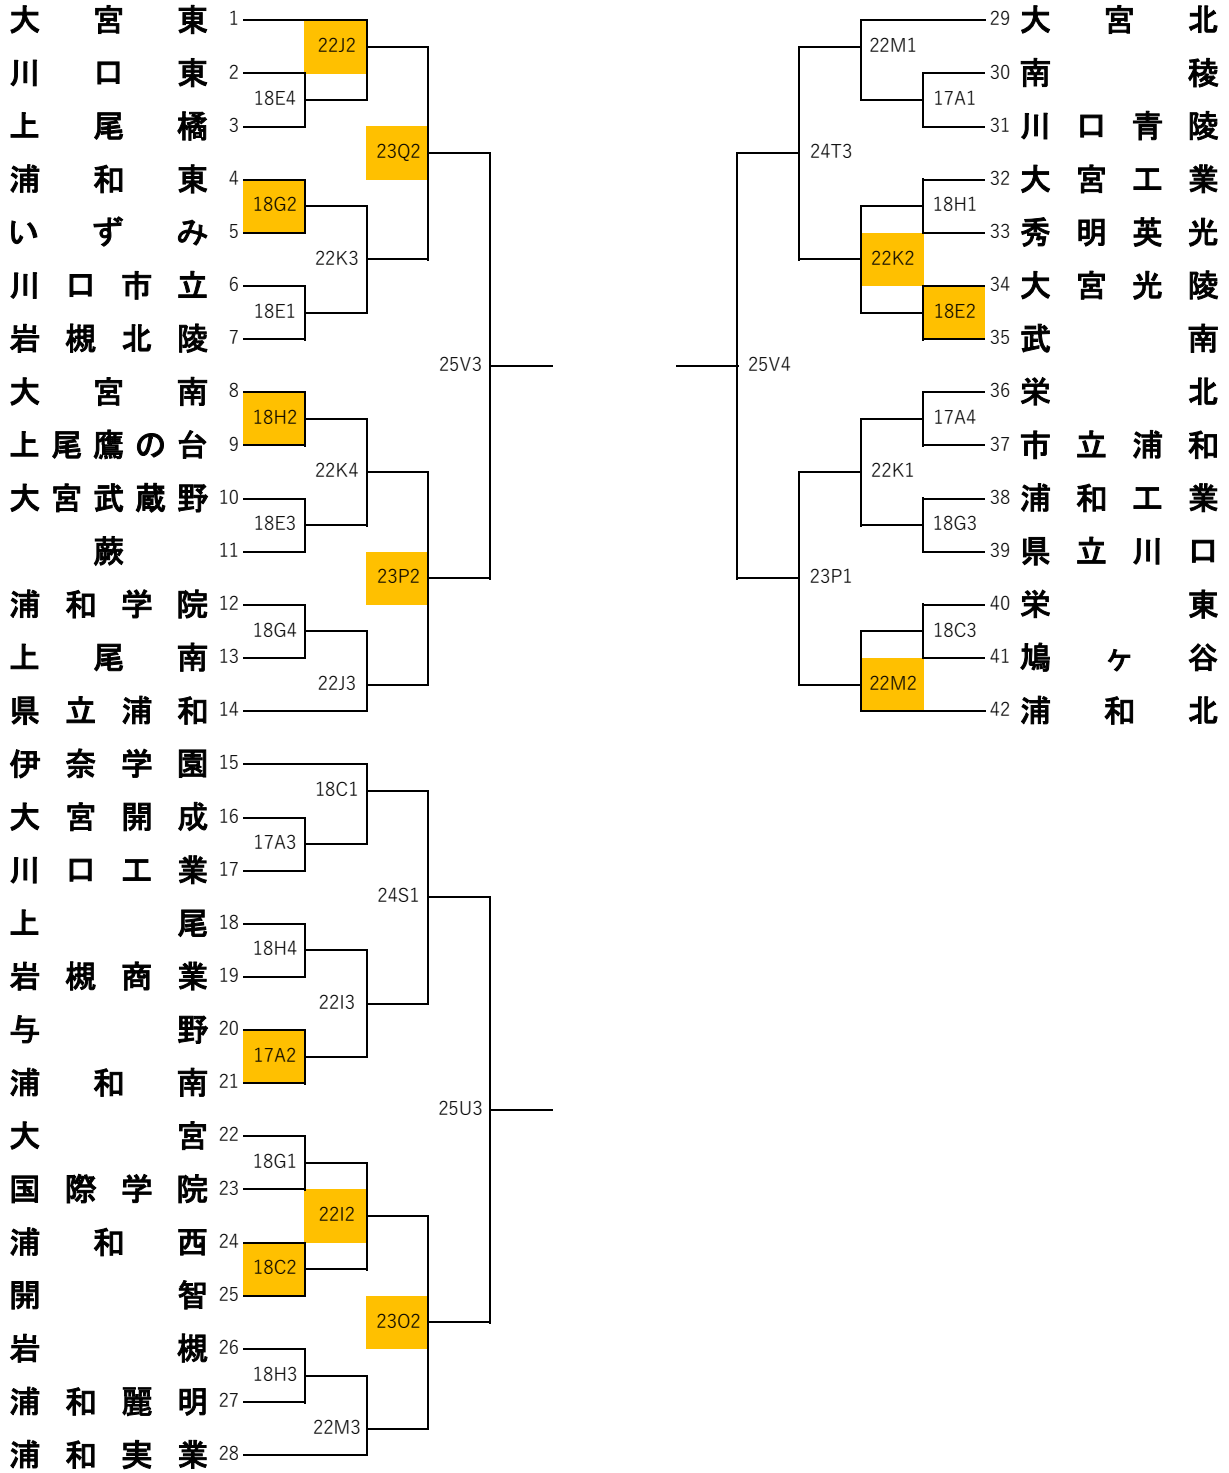 大宮東 1
川口東 2
上尾橘 3
浦和東 4
いずみ 5
川口市立 6
岩槻北陵 7
大宮南 8
上尾鷹の台 9
大宮武蔵野 10
蕨 11
浦和学院 12
上尾南 13
県立浦和 14
伊奈学園 15
大宮開成 16
川口工業 17
上尾 18
岩槻商業 19
与野 20
浦和南 21
大宮 22
国際学院 23
浦和西 24
開智 25
岩槻 26
浦和麗明 27
浦和実業 28
22J2
18E4
23Q2
18G2
22K3
18E1
25V3
18H2
22K4
18E3
23P2
18G4
22J3
18C1
17A3
24S1
18H4
22I3
17A2
25U3
18G1
22I2
18C2
23O2
18H3
22M3
29 大宮北
30 南稜
31 川口青陵
32 大宮工業
33 秀明英光
34 大宮光陵
35 武南
36 栄北
37 市立浦和
38 浦和工業
39 県立川口
40 栄東
41 鳩ヶ谷
42 浦和北
22M1
17A1
24T3
18H1
22K2
18E2
25V4
17A4
22K1
18G3
23P1
18C3
22M2